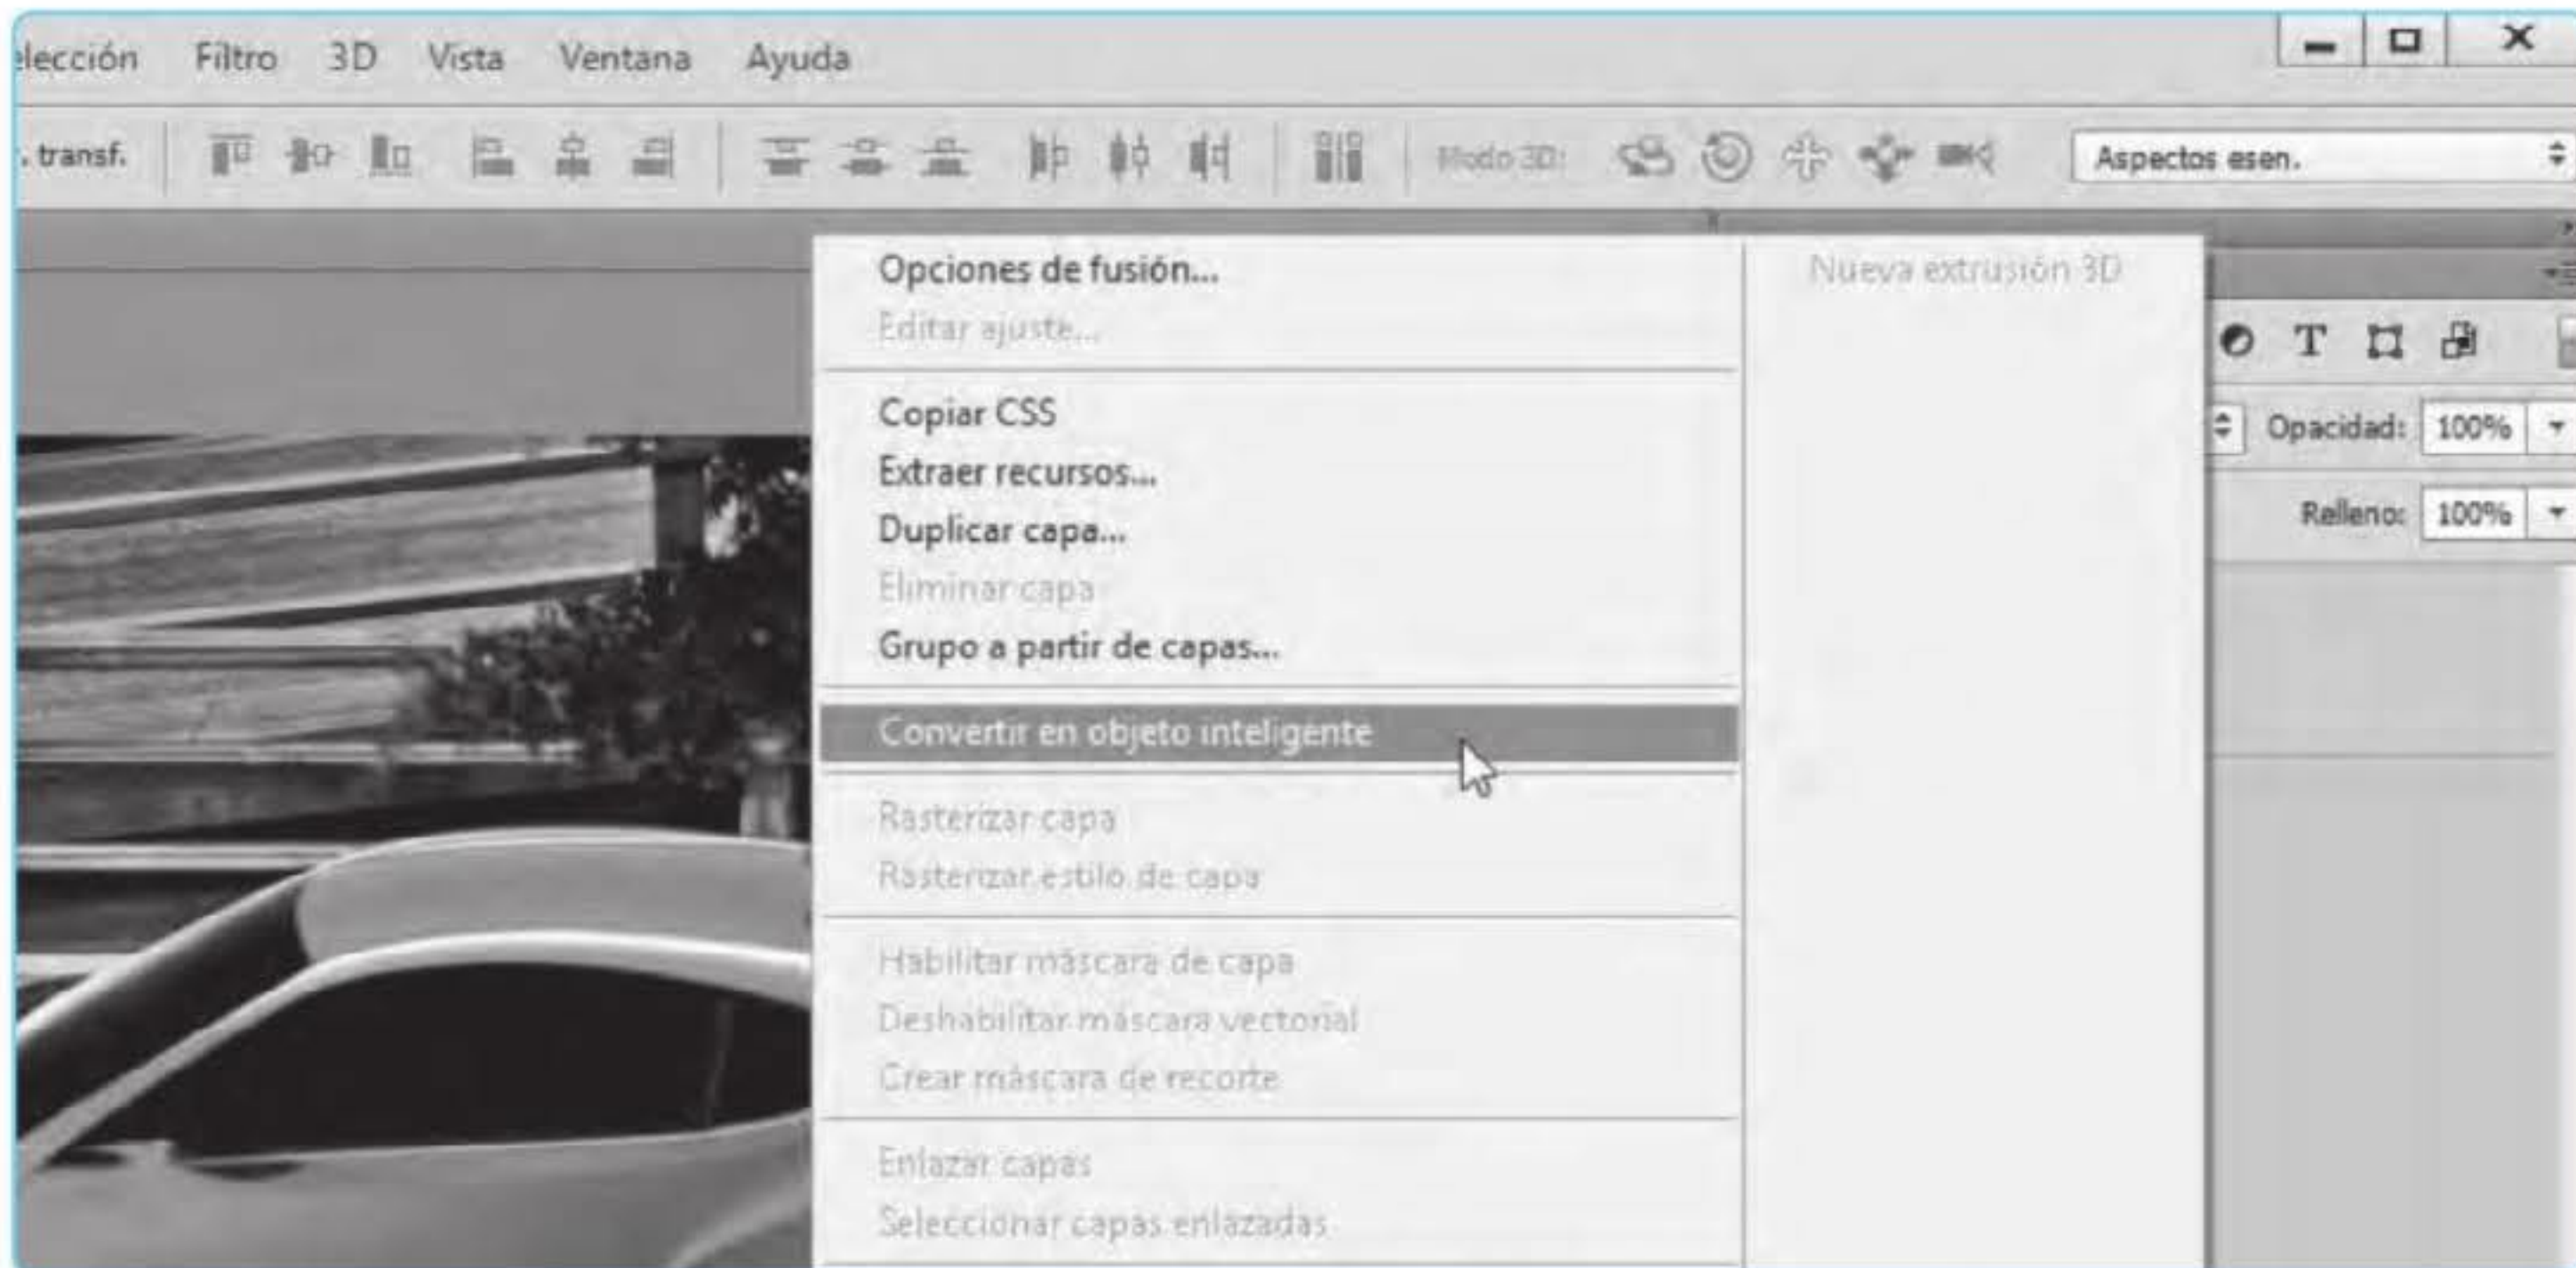 elección Filtro 3D Vista Ventana Ayuda
. transf. Modo 3D: Aspectos esen.
Opciones de fusión...
Editar ajuste...
Copiar CSS
Extraer recursos...
Duplicar capa...
Eliminar capa
Grupo a partir de capas...
Convertir en objeto inteligente
Rasterizar capa
Rasterizar estilo de capa
Habilitar máscara de capa
Deshabilitar máscara vectorial
Crear máscara de recorte
Enlazar capas
Seleccionar capas enlazadas
Nueva extrusión 3D
T
Opacidad: 100%
Relleno: 100%